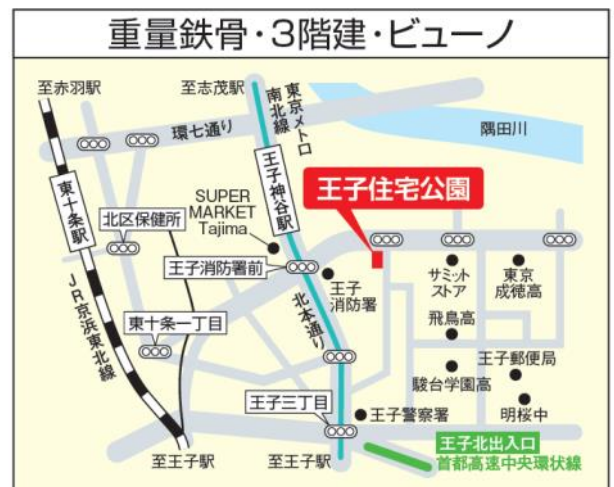 重量鉄骨・3階建・ビューノ
至赤羽駅
至志茂駅
東京メトロ
南北線
環七通り
隅田川
王子神谷駅
王子住宅公園
東十条駅
SUPER
MARKET
Tajima
北区保健所
王子消防署前
王子
消防署
サミット
ストア
東京
成徳高
JR京浜東北線
北本通り
飛鳥高
東十条一丁目
王子郵便局
駿台学園高
王子三丁目
王子警察署
明桜中
至王子駅
至王子駅
王子北出入口
首都高速中央環状線